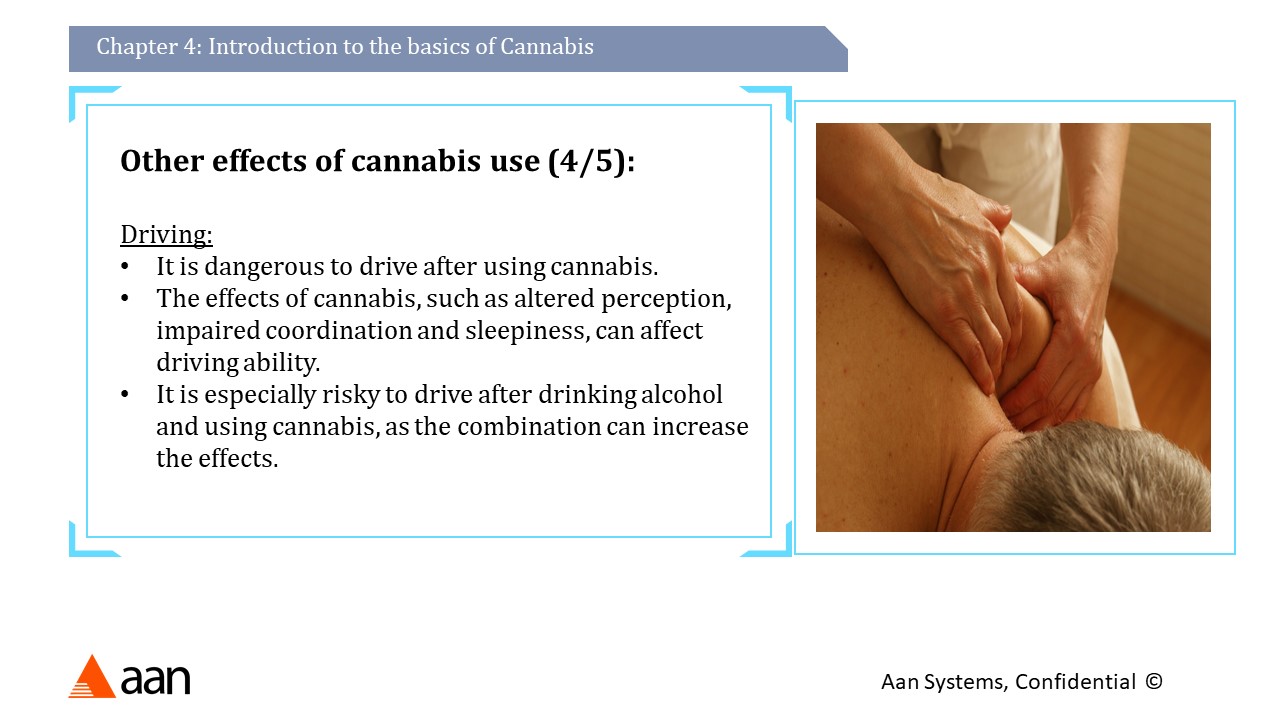 Chapter 4: Introduction to the basics of Cannabis
Other effects of cannabis use (4/5):
Driving:
• It is dangerous to drive after using cannabis.
• The effects of cannabis, such as altered perception,
impaired coordination and sleepiness, can affect
driving ability.
• It is especially risky to drive after drinking alcohol
and using cannabis, as the combination can increase
the effects.
aan
Aan Systems, Confidential ©